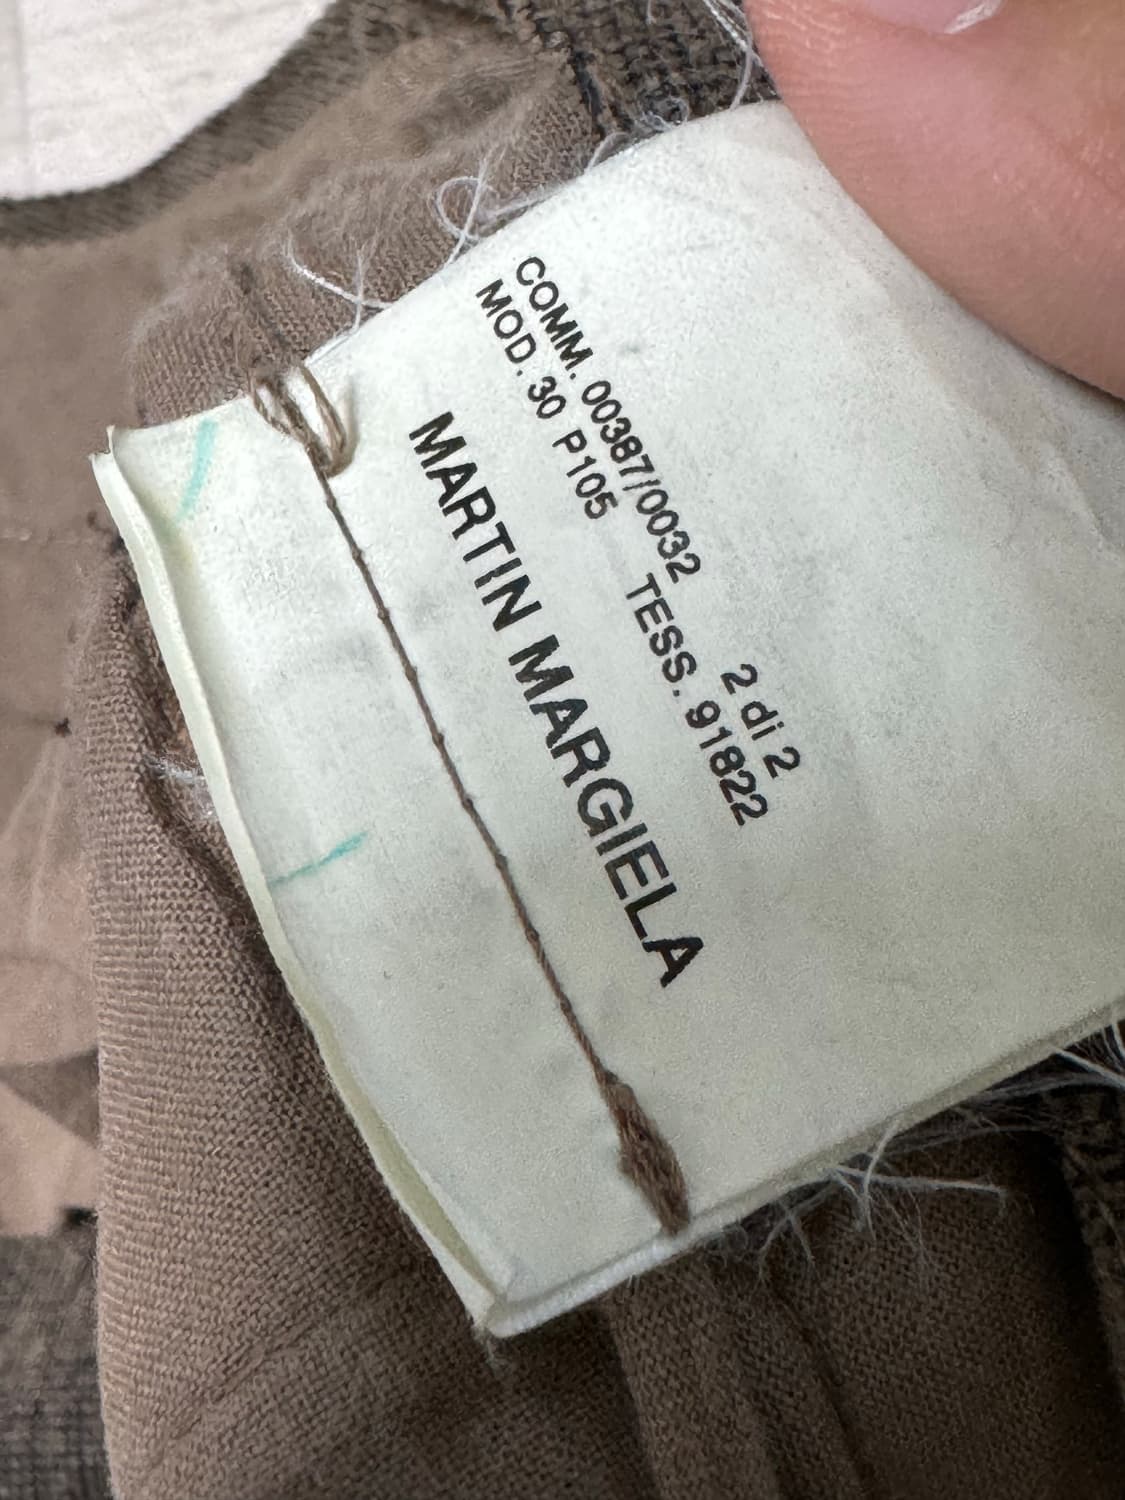 2 di 2
COMM. 00387/0032
MOD. 30 P105 TESS. 91822
MARTIN MARGIELA